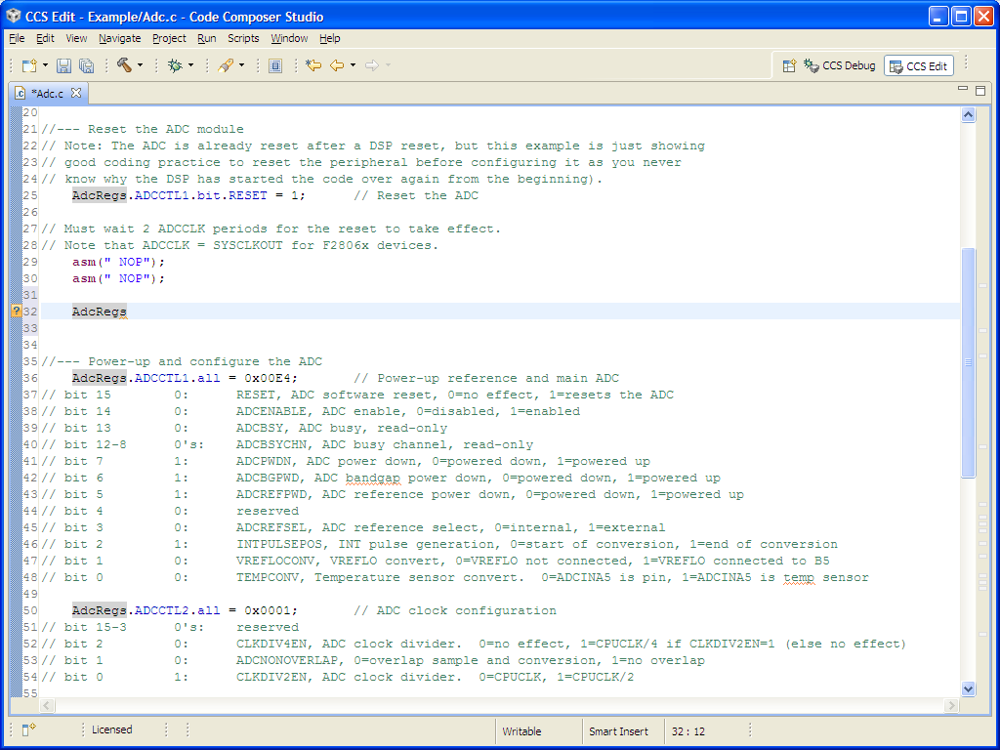 CCS Edit - Example/Adc.c - Code Composer Studio
File Edit View Navigate Project Run Scripts Window Help
CCS Debug CCS Edit
*Adc.c
20
21 //--- Reset the ADC module
22 // Note: The ADC is already reset after a DSP reset, but this example is just showing
23 // good coding practice to reset the peripheral before configuring it as you never
24 // know why the DSP has started the code over again from the beginning).
25 AdcRegs.ADCCTL1.bit.RESET = 1; // Reset the ADC
26
27 // Must wait 2 ADCCLK periods for the reset to take effect.
28 // Note that ADCCLK = SYSCLKOUT for F2806x devices.
29 asm(" NOP");
30 asm(" NOP");
31
32 AdcRegs
33
34
35 //--- Power-up and configure the ADC
36 AdcRegs.ADCCTL1.all = 0x00E4; // Power-up reference and main ADC
37 // bit 15 0: RESET, ADC software reset, 0=no effect, 1=resets the ADC
38 // bit 14 0: ADCENABLE, ADC enable, 0=disabled, 1=enabled
39 // bit 13 0: ADCBSY, ADC busy, read-only
40 // bit 12-8 0's: ADCBSYCHN, ADC busy channel, read-only
41 // bit 7 1: ADCPWDN, ADC power down, 0=powered down, 1=powered up
42 // bit 6 1: ADCBGPWD, ADC bandgap power down, 0=powered down, 1=powered up
43 // bit 5 1: ADCREFPWD, ADC reference power down, 0=powered down, 1=powered up
44 // bit 4 0: reserved
45 // bit 3 0: ADCREFSEL, ADC reference select, 0=internal, 1=external
46 // bit 2 1: INTPULSEPOS, INT pulse generation, 0=start of conversion, 1=end of conversion
47 // bit 1 0: VREFLOCONV, VREFLO convert, 0=VREFLO not connected, 1=VREFLO connected to B5
48 // bit 0 0: TEMPCONV, Temperature sensor convert. 0=ADCINA5 is pin, 1=ADCINA5 is temp sensor
49
50 AdcRegs.ADCCTL2.all = 0x0001; // ADC clock configuration
51 // bit 15-3 0's: reserved
52 // bit 2 0: CLKDIV4EN, ADC clock divider. 0=no effect, 1=CPUCLK/4 if CLKDIV2EN=1 (else no effect)
53 // bit 1 0: ADCNONOVERLAP, 0=overlap sample and conversion, 1=no overlap
54 // bit 0 1: CLKDIV2EN, ADC clock divider. 0=CPUCLK, 1=CPUCLK/2
55
Licensed Writable Smart Insert 32 : 12